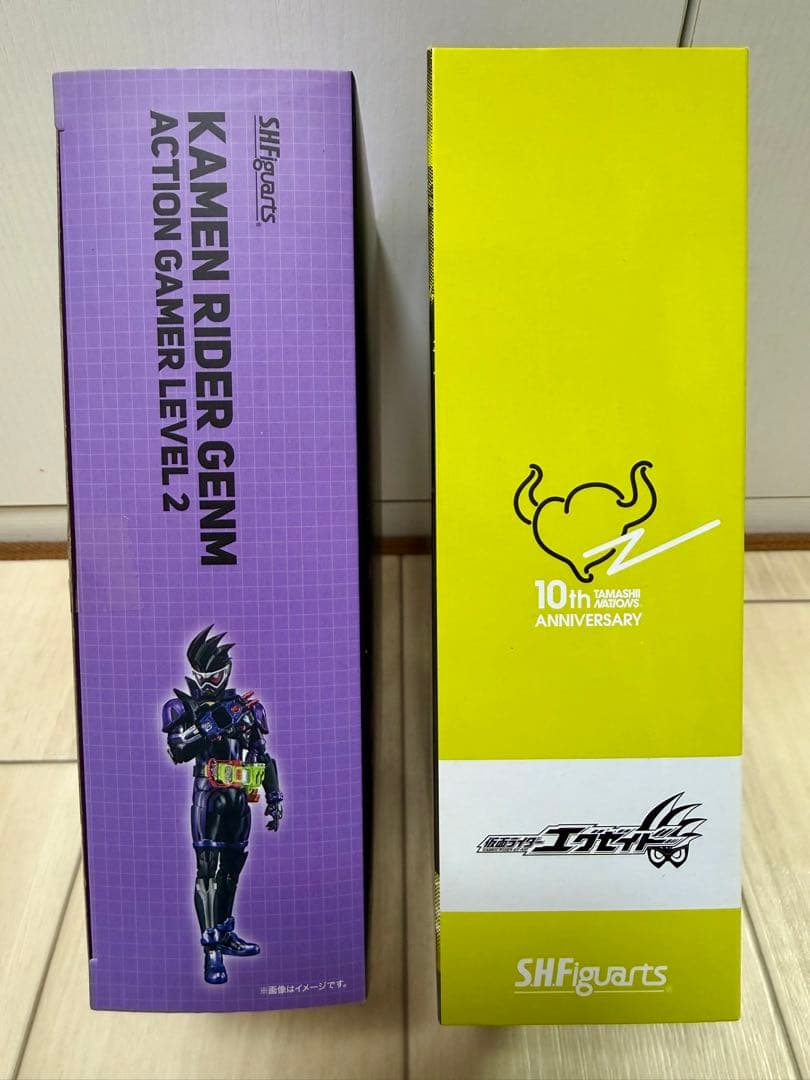 S.H.Figuarts
KAMEN RIDER GENM
ACTION GAMER LEVEL 2
※画像はイメージです。
10th TAMASHII NATIONS
ANNIVERSARY
仮面ライダー
エグゼイド
S.H.Figuarts